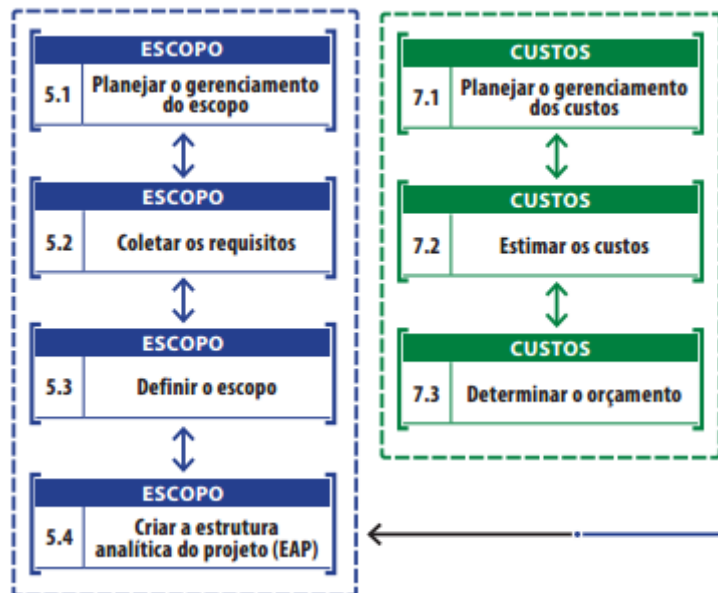 ESCOPO
5.1 Planejar o gerenciamento
do escopo
ESCOPO
5.2 Coletar os requisitos
ESCOPO
5.3 Definir o escopo
ESCOPO
5.4 Criar a estrutura
analítica do projeto (EAP)
CUSTOS
7.1 Planejar o gerenciamento
dos custos
CUSTOS
7.2 Estimar os custos
CUSTOS
7.3 Determinar o orçamento